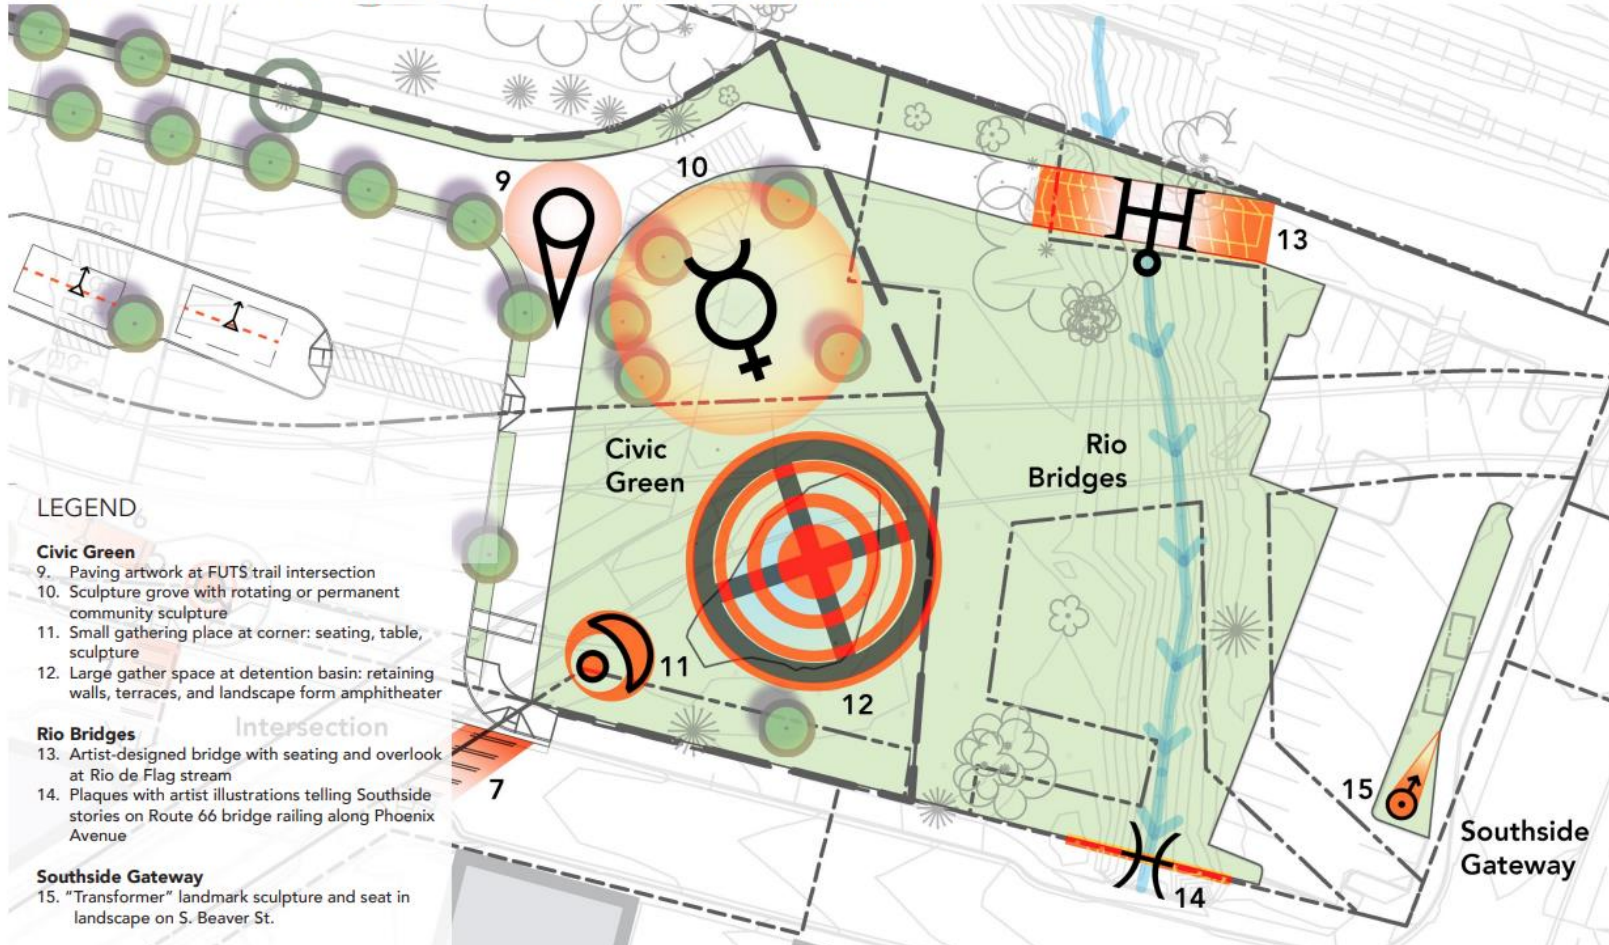 9
10
13
Civic
Green
Rio
Bridges
11
12
7
15
14
Southside
Gateway
Intersection
LEGEND
Civic Green
9. Paving artwork at FUTS trail intersection
10. Sculpture grove with rotating or permanent
community sculpture
11. Small gathering place at corner: seating, table,
sculpture
12. Large gather space at detention basin: retaining
walls, terraces, and landscape form amphitheater
Rio Bridges
13. Artist-designed bridge with seating and overlook
at Rio de Flag stream
14. Plaques with artist illustrations telling Southside
stories on Route 66 bridge railing along Phoenix
Avenue
Southside Gateway
15. “Transformer” landmark sculpture and seat in
landscape on S. Beaver St.